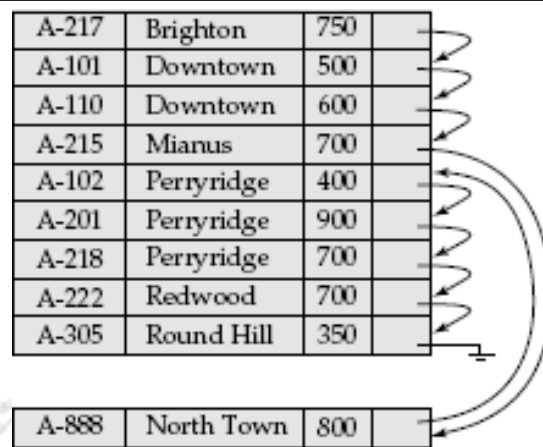 A-217 Brighton 750
A-101 Downtown 500
A-110 Downtown 600
A-215 Mianus 700
A-102 Perryridge 400
A-201 Perryridge 900
A-218 Perryridge 700
A-222 Redwood 700
A-305 Round Hill 350
A-888 North Town 800